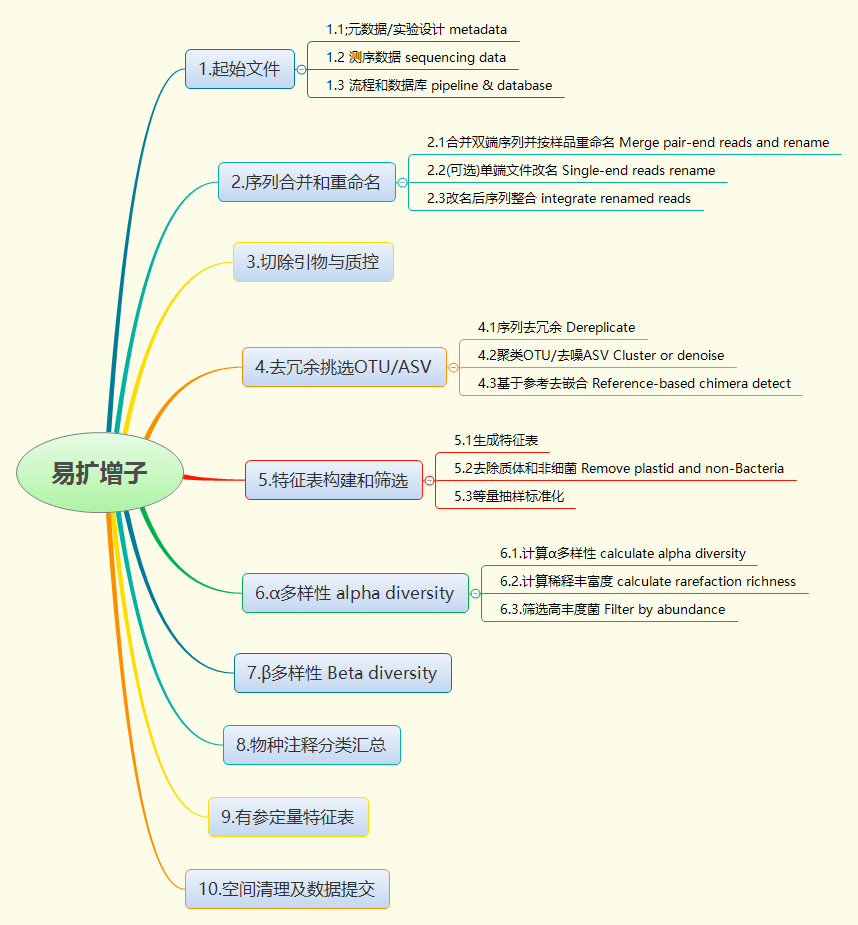 易扩增子
1.起始文件
1.1;元数据/实验设计 metadata
1.2 测序数据 sequencing data
1.3 流程和数据库 pipeline & database
2.序列合并和重命名
2.1合并双端序列并按样品重命名 Merge pair-end reads and rename
2.2(可选)单端文件改名 Single-end reads rename
2.3改名后序列整合 integrate renamed reads
3.切除引物与质控
4.去冗余挑选OTU/ASV
4.1序列去冗余 Dereplicate
4.2聚类OTU/去噪ASV Cluster or denoise
4.3基于参考去嵌合 Reference-based chimera detect
5.特征表构建和筛选
5.1生成特征表
5.2去除质体和非细菌 Remove plastid and non-Bacteria
5.3等量抽样标准化
6.α多样性 alpha diversity
6.1.计算α多样性 calculate alpha diversity
6.2.计算稀释丰富度 calculate rarefaction richness
6.3.筛选高丰度菌 Filter by abundance
7.β多样性 Beta diversity
8.物种注释分类汇总
9.有参定量特征表
10.空间清理及数据提交